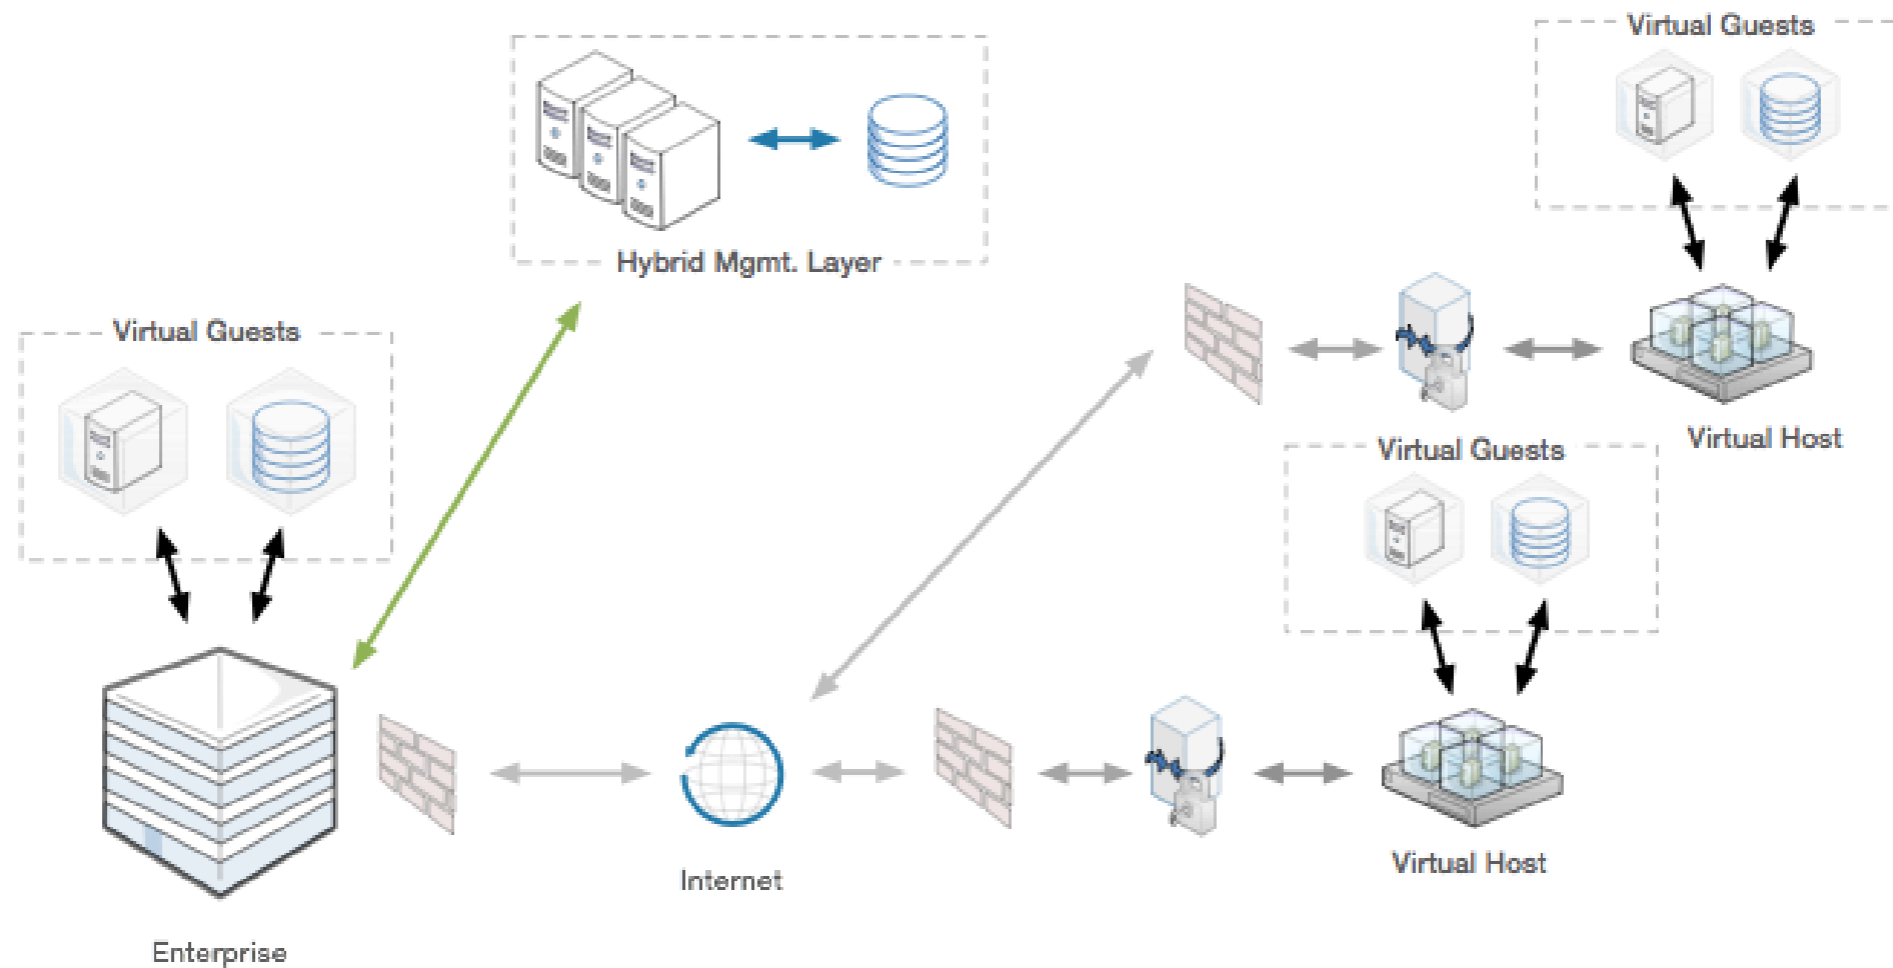 Virtual Guests
Hybrid Mgmt. Layer
Virtual Guests
Virtual Host
Virtual Guests
Virtual Host
Internet
Enterprise